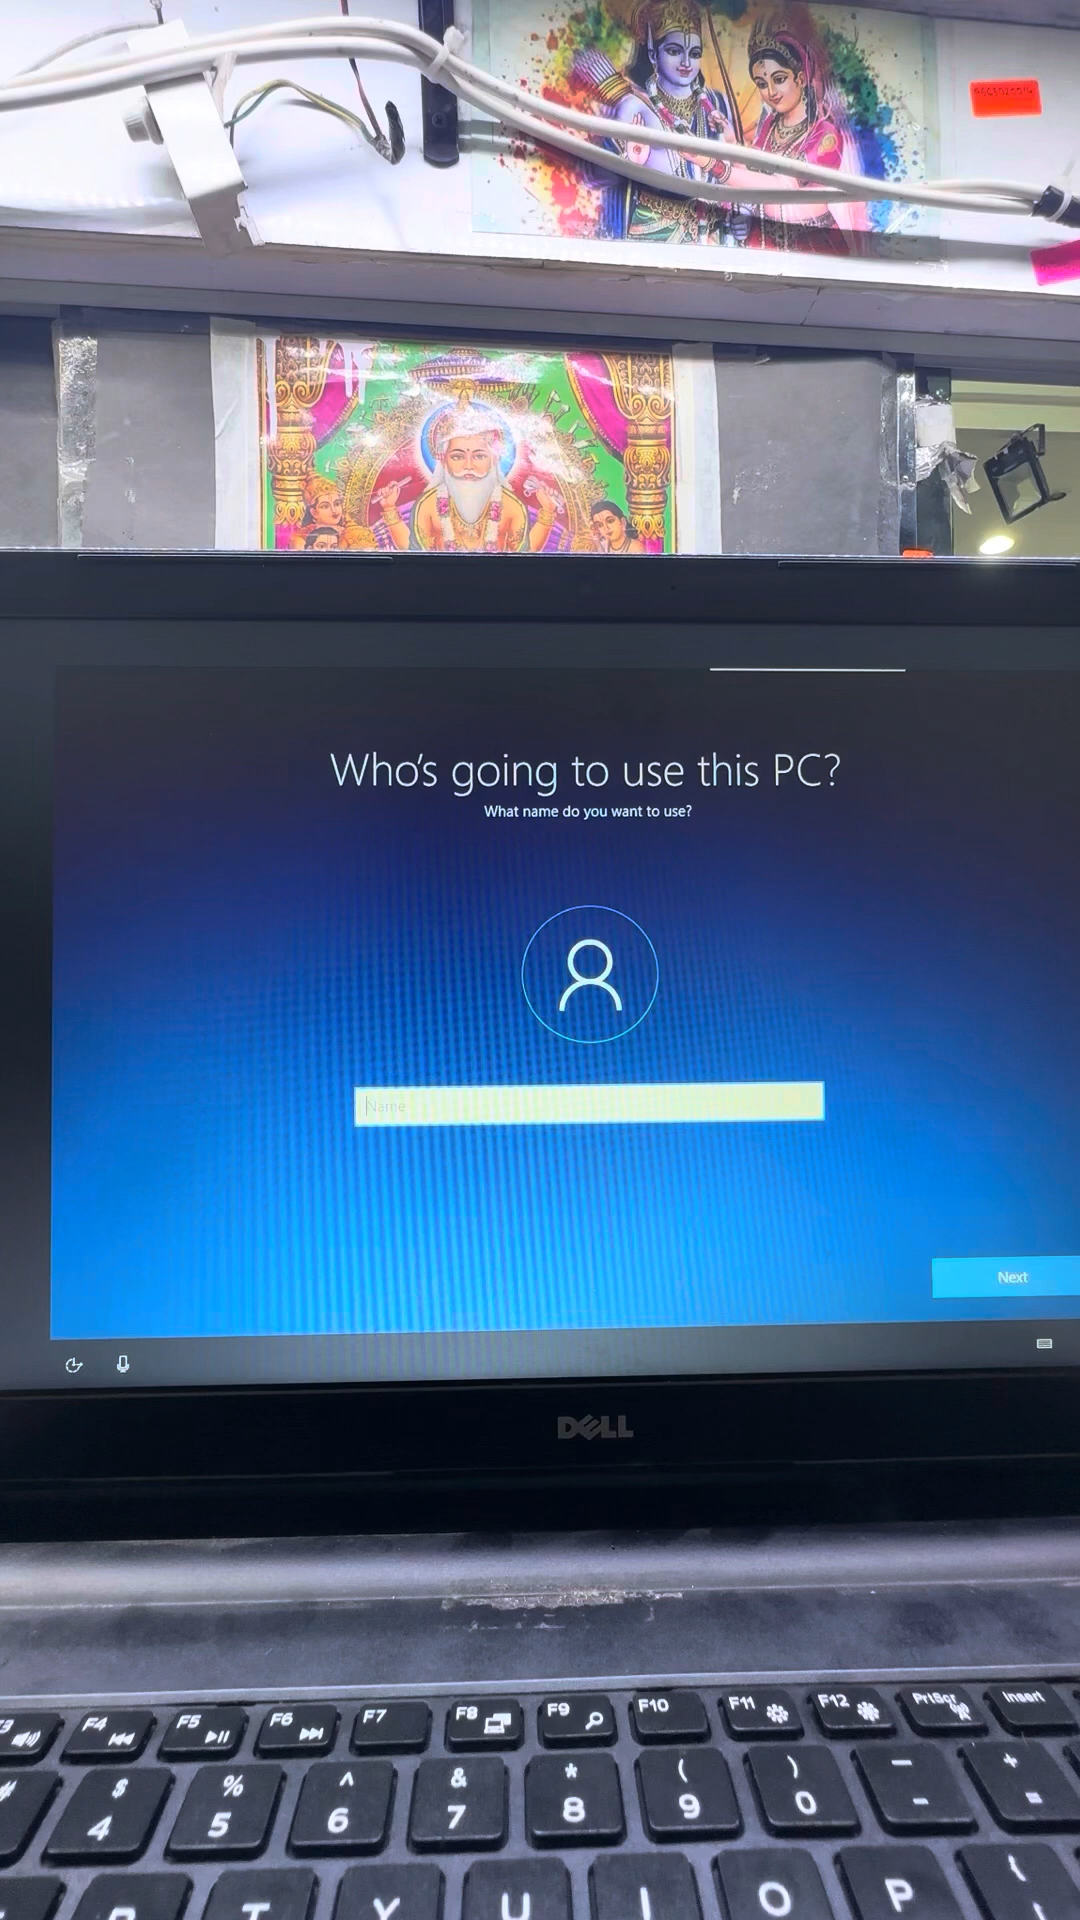 Who's going to use this PC?
What name do you want to use?
Name
Next
DELL
F4
F5
F6
F7
F8
F9
F10
F11
F12
PrtScr
Insert
$
%
^
&
*
(
)
-
+
4
5
6
7
8
9
0
-
=
T
Y
U
I
O
P
{